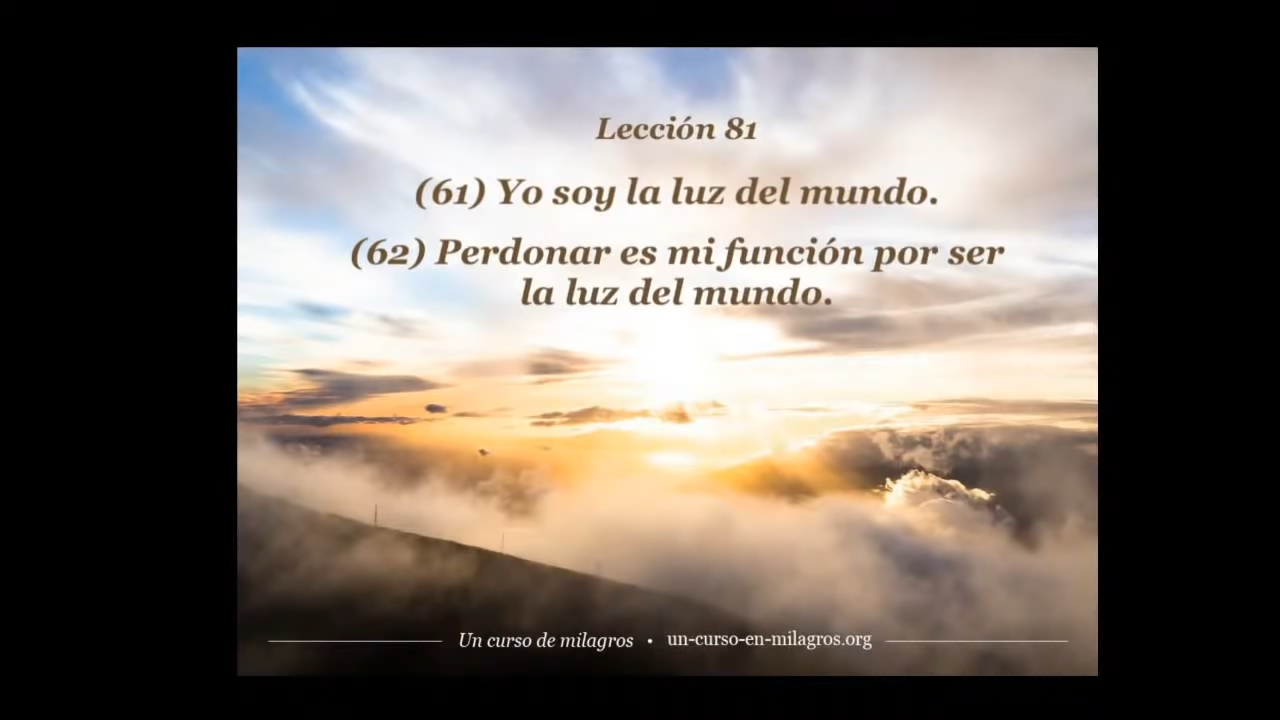 Lección 81
(61) Yo soy la luz del mundo.
(62) Perdonar es mi función por ser
la luz del mundo.
Un curso de milagros • un-curso-en-milagros.org